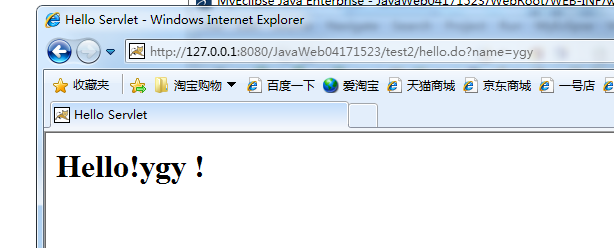 MyEclipse Java Enterprise - JavaWeb04171523/WebRoot/WEB-INF/w
Hello Servlet - Windows Internet Explorer
http://127.0.0.1:8080/JavaWeb04171523/test2/hello.do?name=ygy
收藏夹 淘宝购物 百度一下 爱淘宝 天猫商城 京东商城 一号店
Hello Servlet
Hello!ygy !